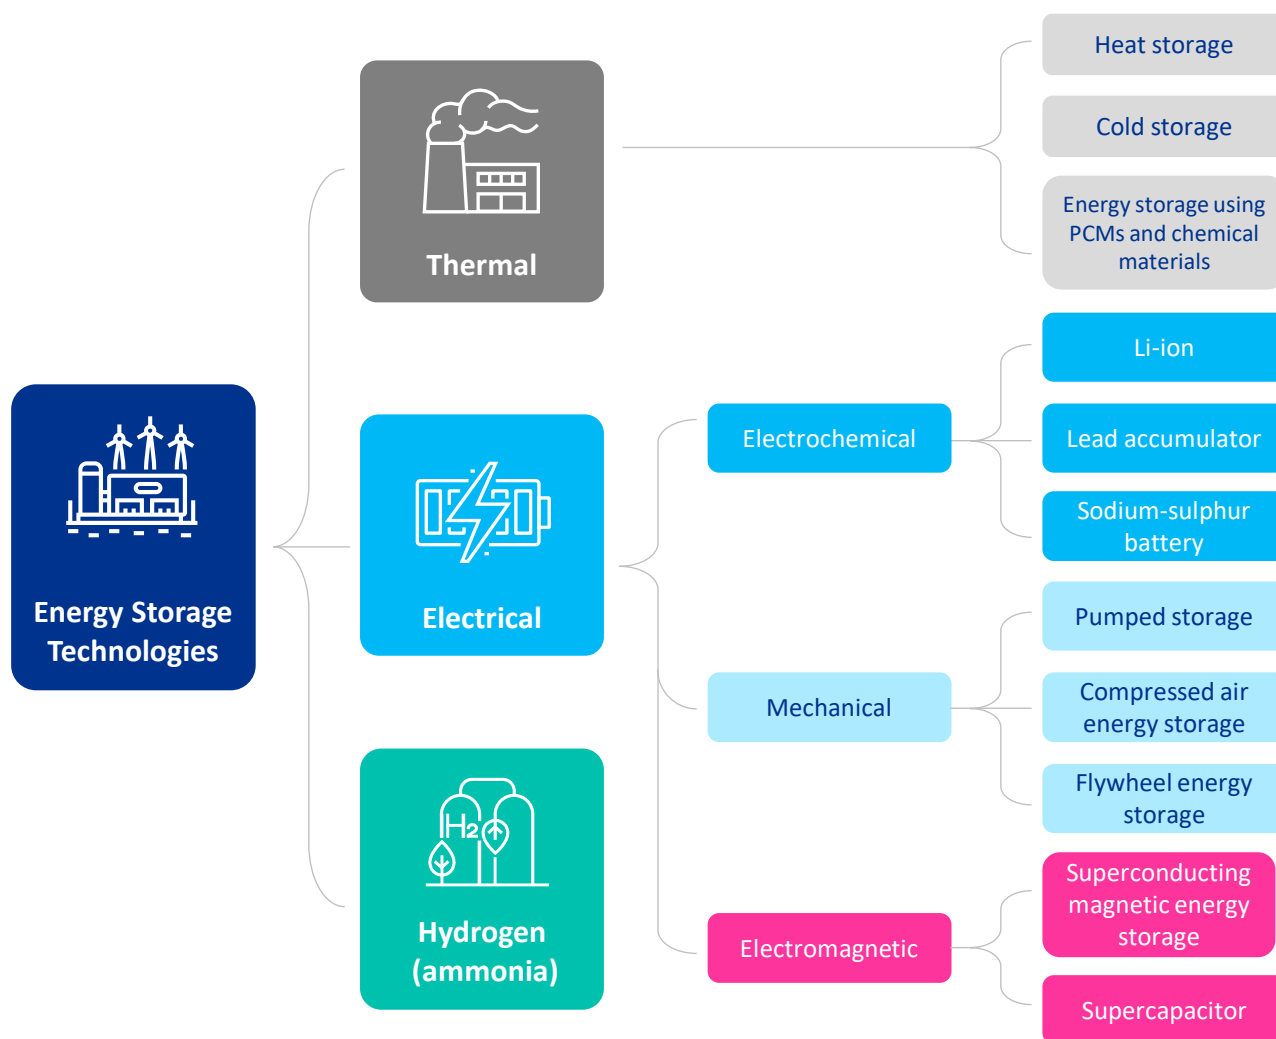 Heat storage
Cold storage
Energy storage using
PCMs and chemical
materials
Thermal
Li-ion
Electrochemical
Lead accumulator
Sodium-sulphur
battery
Energy Storage
Technologies
Electrical
Pumped storage
Mechanical
Compressed air
energy storage
Flywheel energy
storage
H2
Hydrogen
(ammonia)
Superconducting
magnetic energy
storage
Electromagnetic
Supercapacitor